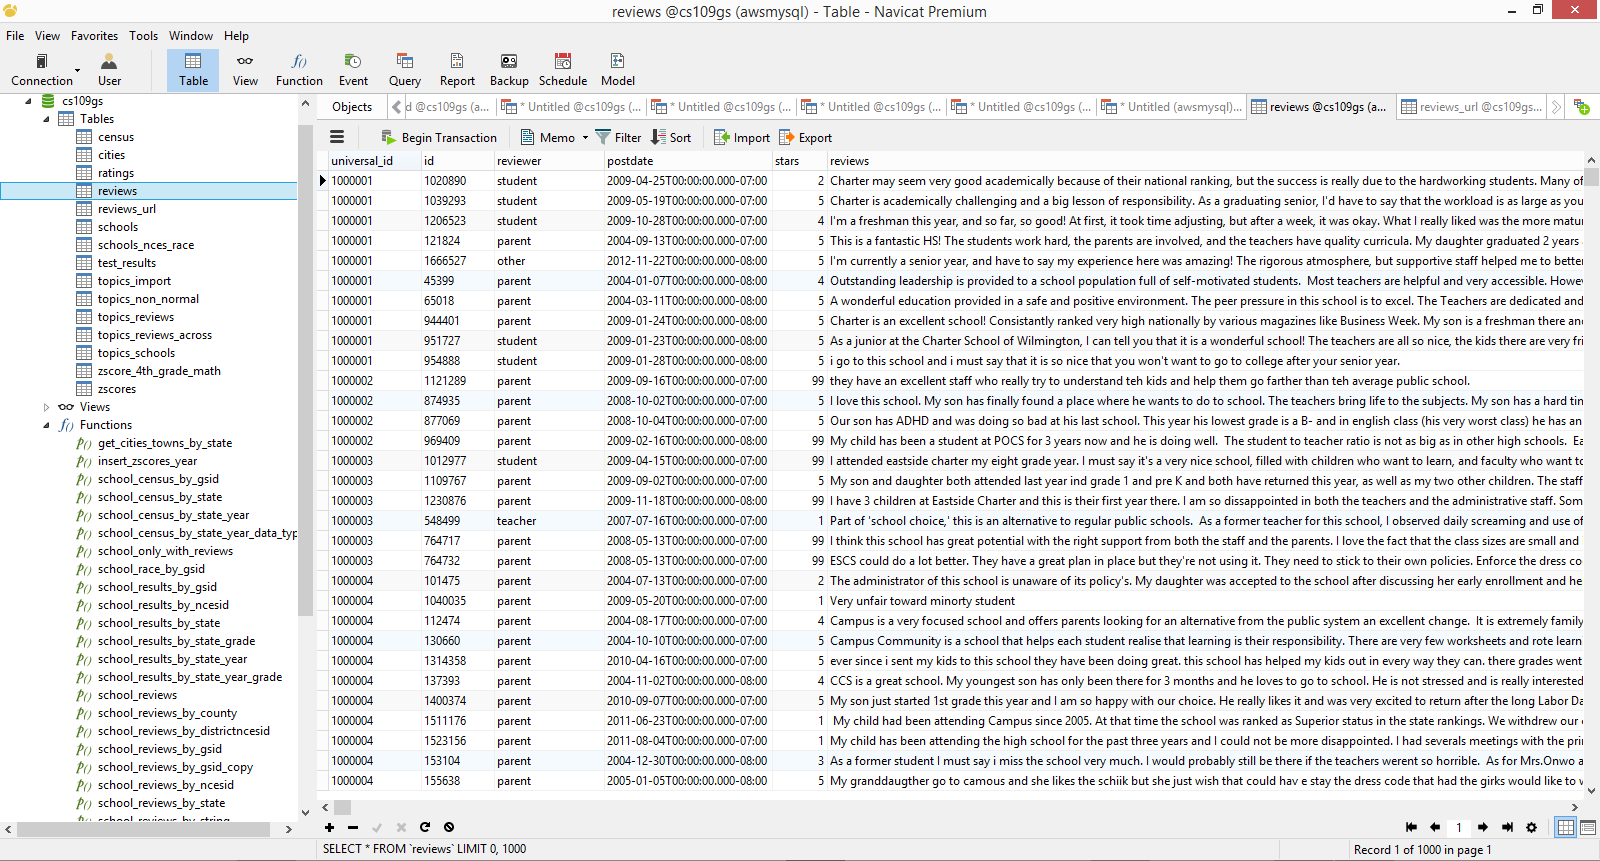 reviews @cs109gs (awsmysql) - Table - Navicat Premium
File View Favorites Tools Window Help
Connection User Table View Function Event Query Report Backup Schedule Model
cs109gs
Tables
census
cities
ratings
reviews
reviews_url
schools
schools_nces_race
test_results
topics_import
topics_non_normal
topics_reviews
topics_reviews_across
topics_schools
zscore_4th_grade_math
zscores
Views
Functions
get_cities_towns_by_state
insert_zscores_year
school_census_by_gsid
school_census_by_state
school_census_by_state_year
school_census_by_state_year_data_typ
school_only_with_reviews
school_race_by_gsid
school_results_by_gsid
school_results_by_ncesid
school_results_by_state
school_results_by_state_grade
school_results_by_state_year
school_results_by_state_year_grade
school_reviews
school_reviews_by_county
school_reviews_by_districtncesid
school_reviews_by_gsid
school_reviews_by_gsid_copy
school_reviews_by_ncesid
school_reviews_by_state
school_reviews_by_string
Objects d @cs109gs (a... * Untitled @cs109gs (... * Untitled @cs109gs (... * Untitled @cs109gs (... * Untitled @cs109gs (... * Untitled (awsmysql)... reviews @cs109gs (a... reviews_url @cs109gs...
Begin Transaction Memo Filter Sort Import Export
universal_id id reviewer postdate stars reviews
1000001 1020890 student 2009-04-25T00:00:00.000-07:00 2 Charter may seem very good academically because of their national ranking, but the success is really due to the hardworking students. Many of
1000001 1039293 student 2009-05-19T00:00:00.000-07:00 5 Charter is academically challenging and a big lesson of responsibility. As a graduating senior, I'd have to say that the workload is as large as you
1000001 1206523 student 2009-10-28T00:00:00.000-07:00 4 I'm a freshman this year, and so far, so good! At first, it took time adjusting, but after a week, it was okay. What I really liked was the more matur
1000001 121824 parent 2004-09-13T00:00:00.000-07:00 5 This is a fantastic HS! The students work hard, the parents are involved, and the teachers have quality curricula. My daughter graduated 2 years
1000001 1666527 other 2012-11-22T00:00:00.000-08:00 5 I'm currently a senior year, and have to say my experience here was amazing! The rigorous atmosphere, but supportive staff helped me to better
1000001 45399 parent 2004-01-07T00:00:00.000-08:00 4 Outstanding leadership is provided to a school population full of self-motivated students.  Most teachers are helpful and very accessible. Howev
1000001 65018 parent 2004-03-11T00:00:00.000-08:00 5 A wonderful education provided in a safe and positive environment. The peer pressure in this school is to excel. The Teachers are dedicated and
1000001 944401 parent 2009-01-24T00:00:00.000-08:00 5 Charter is an excellent school! Consistantly ranked very high nationally by various magazines like Business Week. My son is a freshman there and
1000001 951727 student 2009-01-23T00:00:00.000-08:00 5 As a junior at the Charter School of Wilmington, I can tell you that it is a wonderful school! The teachers are all so nice, the kids there are very fri
1000001 954888 student 2009-01-28T00:00:00.000-08:00 5 i go to this school and i must say that it is so nice that you won't want to go to college after your senior year.
1000002 1121289 parent 2009-09-16T00:00:00.000-07:00 99 they have an excellent staff who really try to understand teh kids and help them go farther than teh average public school.
1000002 874935 parent 2008-10-02T00:00:00.000-07:00 5 I love this school. My son has finally found a place where he wants to do to school. The teachers bring life to the subjects. My son has a hard tin
1000002 877069 parent 2008-10-04T00:00:00.000-07:00 5 Our son has ADHD and was doing so bad at his last school. This year his lowest grade is a B- and in english class (his very worst class) he has an
1000002 969409 parent 2009-02-16T00:00:00.000-08:00 99 My child has been a student at POCS for 3 years now and he is doing well.  The student to teacher ratio is not as big as in other high schools.  Ea
1000003 1012977 student 2009-04-15T00:00:00.000-07:00 99 I attended eastside charter my eight grade year. I must say it's a very nice school, filled with children who want to learn, and faculty who want to
1000003 1109767 parent 2009-09-02T00:00:00.000-07:00 5 My son and daughter both attended last year ind grade 1 and pre K and both have returned this year, as well as my two other children. The staff
1000003 1230876 parent 2009-11-18T00:00:00.000-08:00 99 I have 3 children at Eastside Charter and this is their first year there. I am so dissapointed in both the teachers and the administrative staff. Som
1000003 548499 teacher 2007-07-16T00:00:00.000-07:00 1 Part of 'school choice,' this is an alternative to regular public schools.  As a former teacher for this school, I observed daily screaming and use of
1000003 764717 parent 2008-05-13T00:00:00.000-07:00 99 I think this school has great potential with the right support from both the staff and the parents. I love the fact that the class sizes are small and
1000003 764732 parent 2008-05-13T00:00:00.000-07:00 99 ESCS could do a lot better. They have a great plan in place but they're not using it. They need to stick to their own policies. Enforce the dress co
1000004 101475 parent 2004-07-13T00:00:00.000-07:00 2 The administrator of this school is unaware of its policy's. My daughter was accepted to the school after discussing her early enrollment and he
1000004 1040035 parent 2009-05-20T00:00:00.000-07:00 1 Very unfair toward minorty student
1000004 112474 parent 2004-08-17T00:00:00.000-07:00 4 Campus is a very focused school and offers parents looking for an alternative from the public system an excellent change.  It is extremely family
1000004 130660 parent 2004-10-10T00:00:00.000-07:00 5 Campus Community is a school that helps each student realise that learning is their responsibility. There are very few worksheets and rote learn
1000004 1314358 parent 2010-04-16T00:00:00.000-07:00 5 ever since i sent my kids to this school they have been doing great. this school has helped my kids out in every way they can. there grades went
1000004 137393 parent 2004-11-02T00:00:00.000-08:00 4 CCS is a great school. My youngest son has only been there for 3 months and he loves to go to school. He is not stressed and is really interested
1000004 1400374 parent 2010-09-07T00:00:00.000-07:00 5 My son just started 1st grade this year and I am so happy with our choice. He really likes it and was very excited to return after the long Labor Da
1000004 1511176 parent 2011-06-23T00:00:00.000-07:00 1 My child had been attending Campus since 2005. At that time the school was ranked as Superior status in the state rankings. We withdrew our
1000004 1523156 parent 2011-08-04T00:00:00.000-07:00 1 My child has been attending the high school for the past three years and I could not be more disappointed. I had severals meetings with the prin
1000004 153104 parent 2004-12-30T00:00:00.000-08:00 3 As a former student I must say i miss the school very much. I would probably still be there if the teachers werent so horrible.  As for Mrs.Onwo a
1000004 155638 parent 2005-01-05T00:00:00.000-08:00 5 My grandaugther go to camous and she likes the schiik but she just wish that could hav e stay the dress code that had the girks would like to w
1
SELECT * FROM `reviews` LIMIT 0, 1000
Record 1 of 1000 in page 1